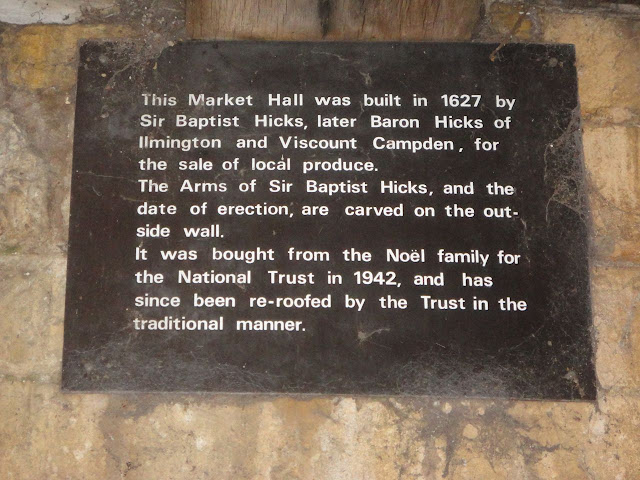 This Market Hall was built in 1627 by
Sir Baptist Hicks, later Baron Hicks of
Ilmington and Viscount Campden, for
the sale of local produce.
The Arms of Sir Baptist Hicks, and the
date of erection, are carved on the out-
side wall.
It was bought from the Noël family for
the National Trust in 1942, and has
since been re-roofed by the Trust in the
traditional manner.